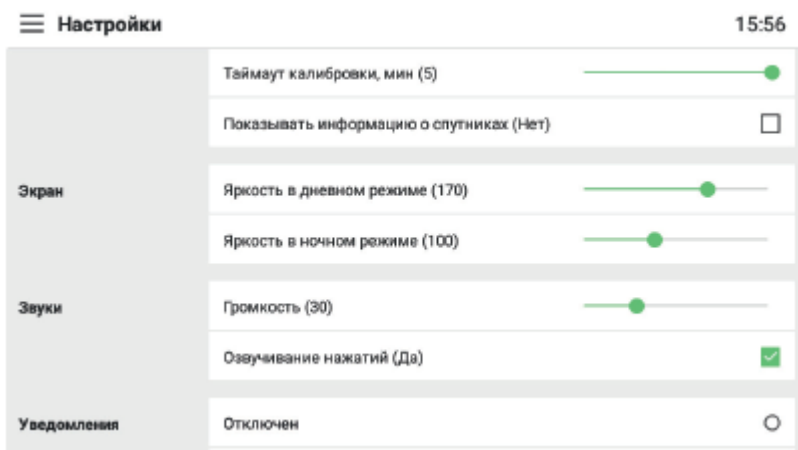 Настройки 15:56
Таймаут калибровки, мин (5)
Показывать информацию о спутниках (Нет)
Экран
Яркость в дневном режиме (170)
Яркость в ночном режиме (100)
Звуки
Громкость (30)
Озвучивание нажатий (Да)
Уведомления
Отключен